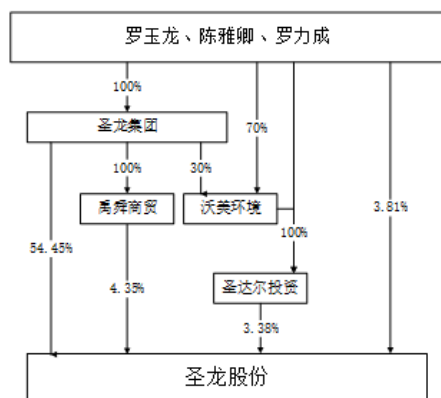 罗玉龙、陈雅卿、罗力成
100%
圣龙集团
70%
100%
30%
禹舜商贸
沃美环境
3.81%
100%
54.45%
圣达尔投资
4.35%
3.38%
圣龙股份